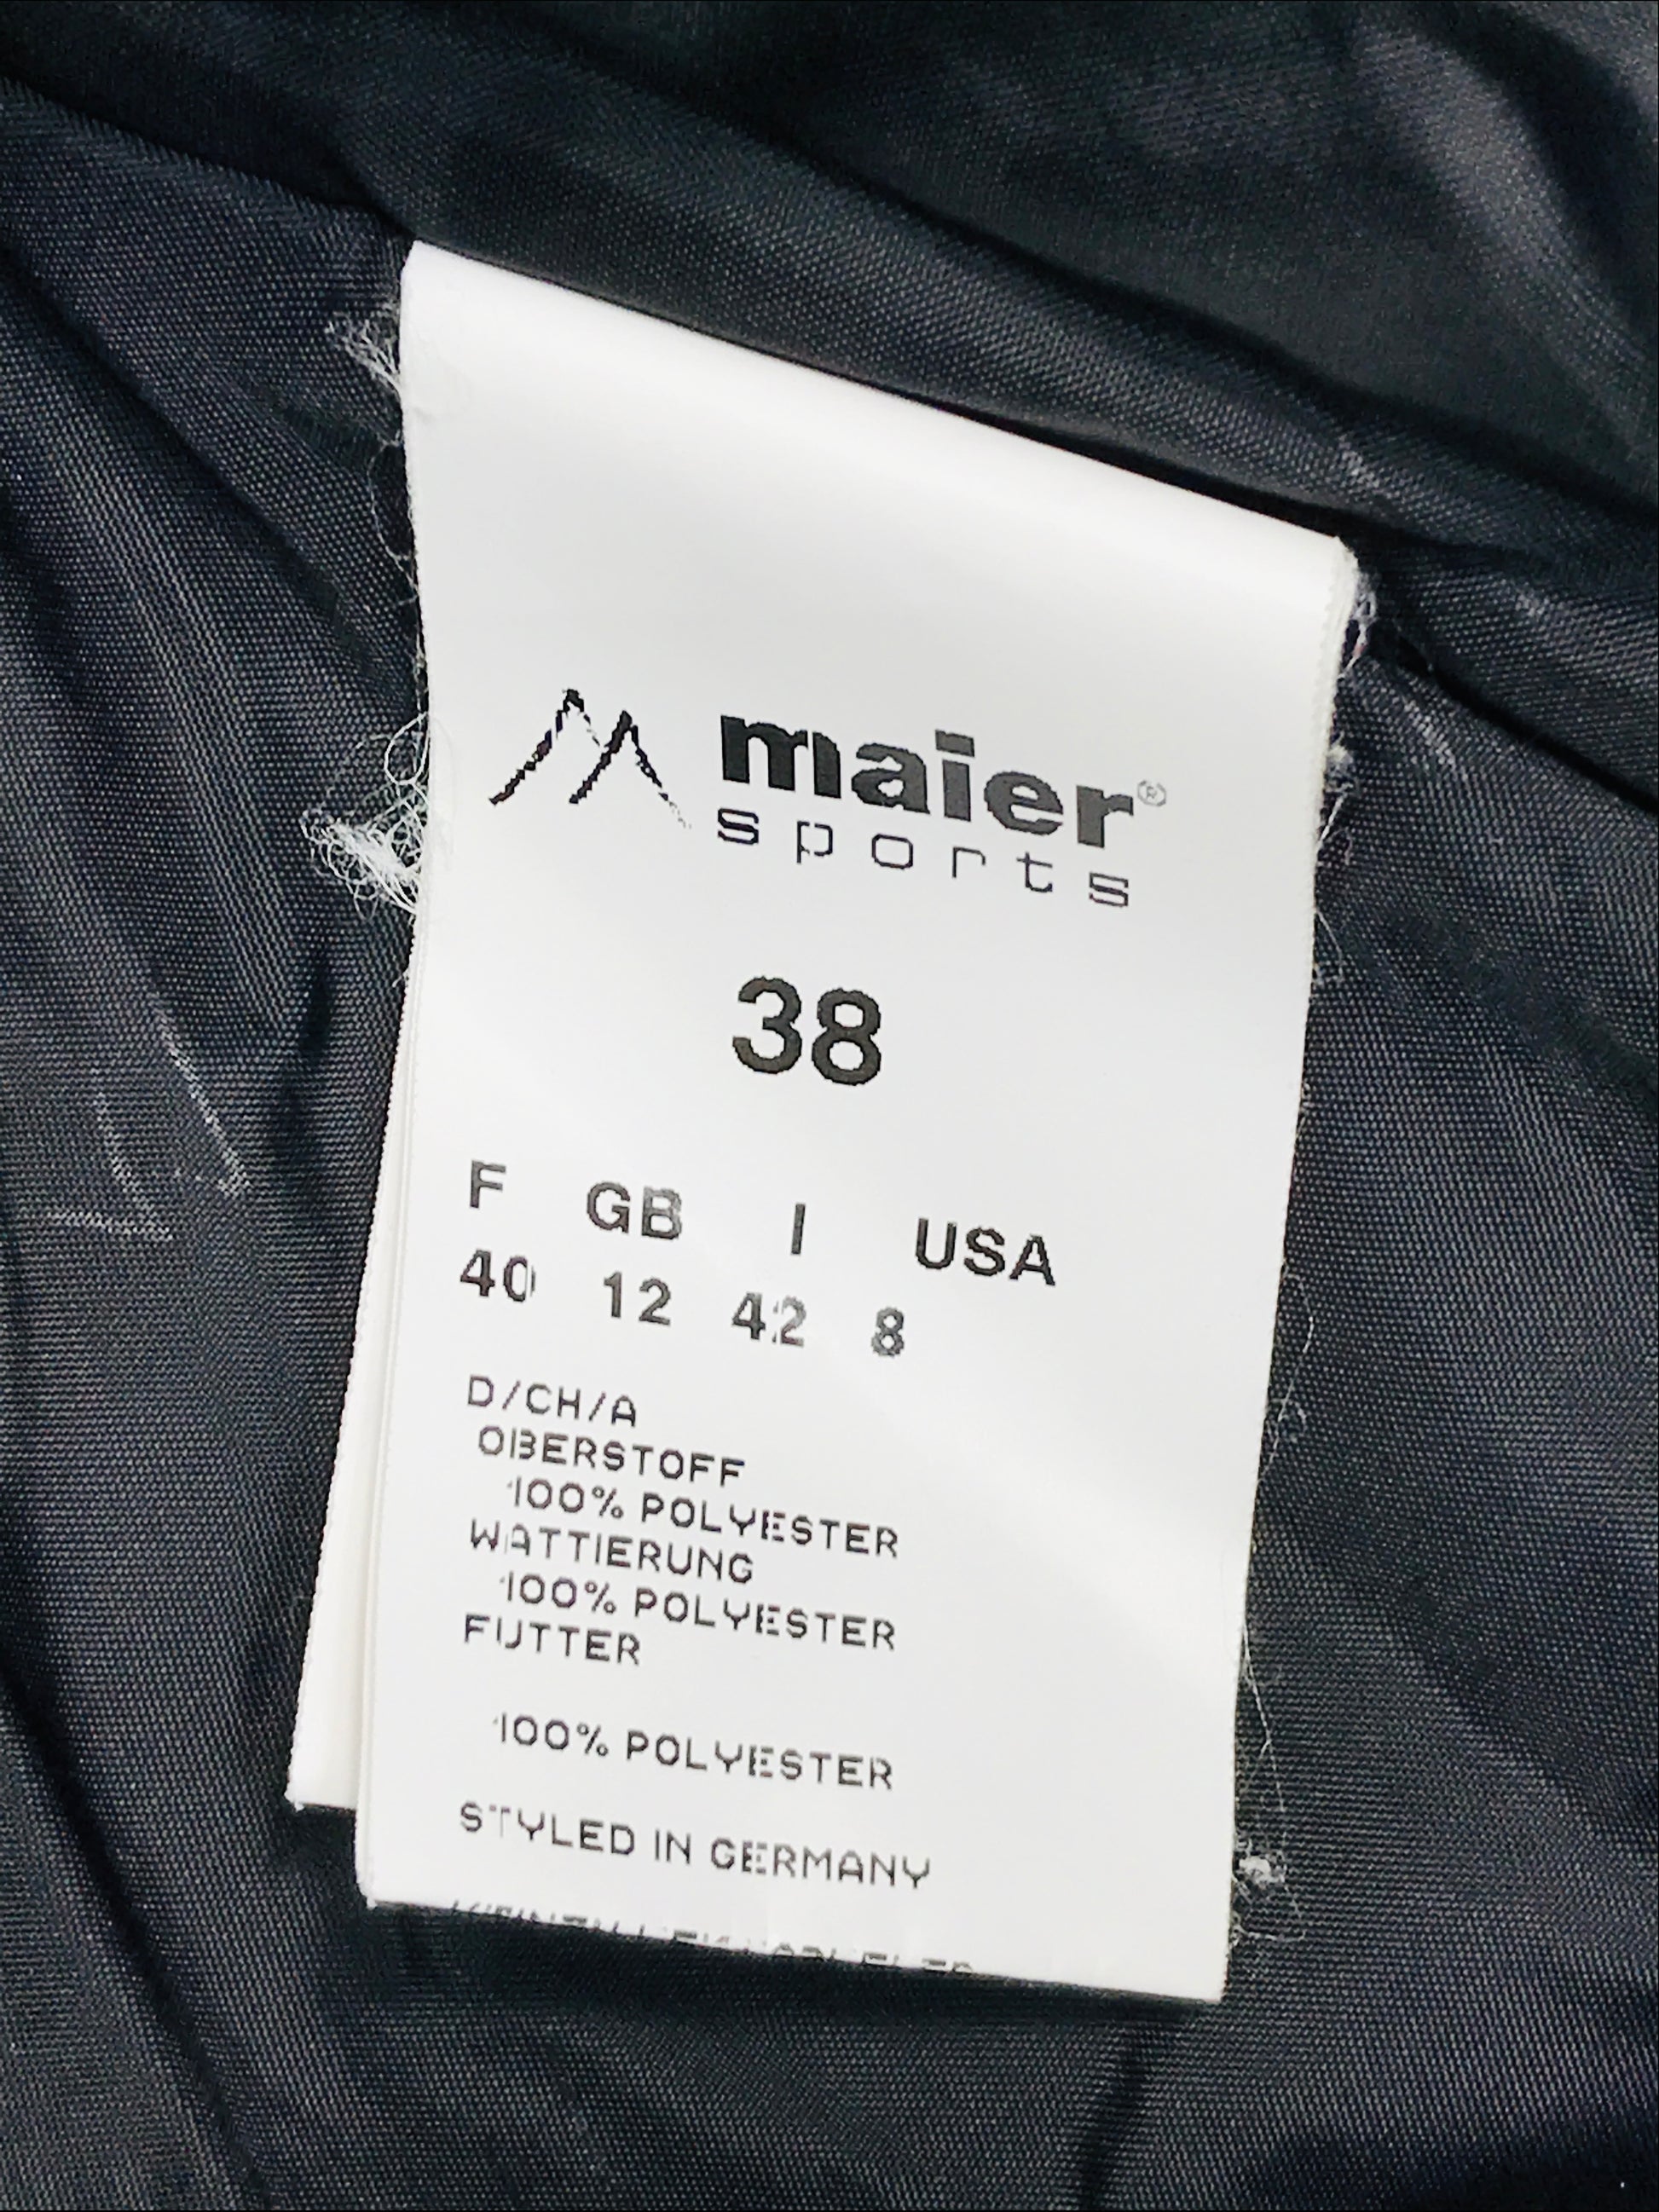 maier®
sports
38
F GB I USA
40 12 42 8
D/CH/A
OBERSTOFF
100% POLYESTER
WATTIERUNG
100% POLYESTER
FUTTER
100% POLYESTER
STYLED IN GERMANY